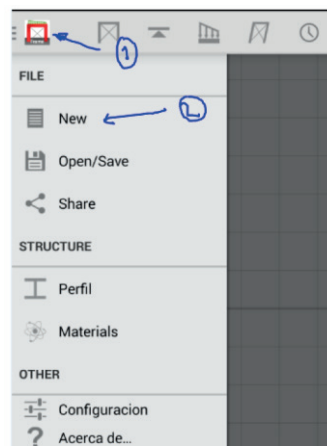 1
FILE
New
2
Open/Save
Share
STRUCTURE
Perfil
Materials
OTHER
Configuracion
Acerca de...